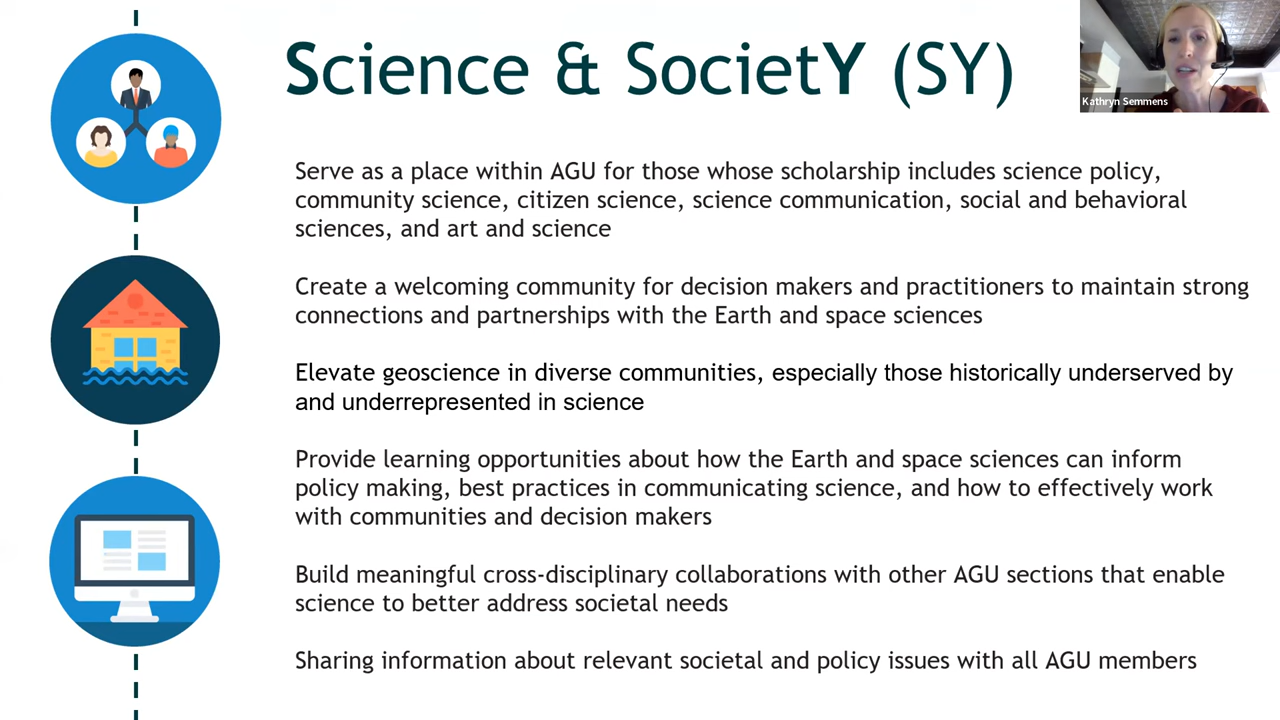 Science & SocietY (SY)
Kathryn Semmens
Serve as a place within AGU for those whose scholarship includes science policy,
community science, citizen science, science communication, social and behavioral
sciences, and art and science
Create a welcoming community for decision makers and practitioners to maintain strong
connections and partnerships with the Earth and space sciences
Elevate geoscience in diverse communities, especially those historically underserved by
and underrepresented in science
Provide learning opportunities about how the Earth and space sciences can inform
policy making, best practices in communicating science, and how to effectively work
with communities and decision makers
Build meaningful cross-disciplinary collaborations with other AGU sections that enable
science to better address societal needs
Sharing information about relevant societal and policy issues with all AGU members